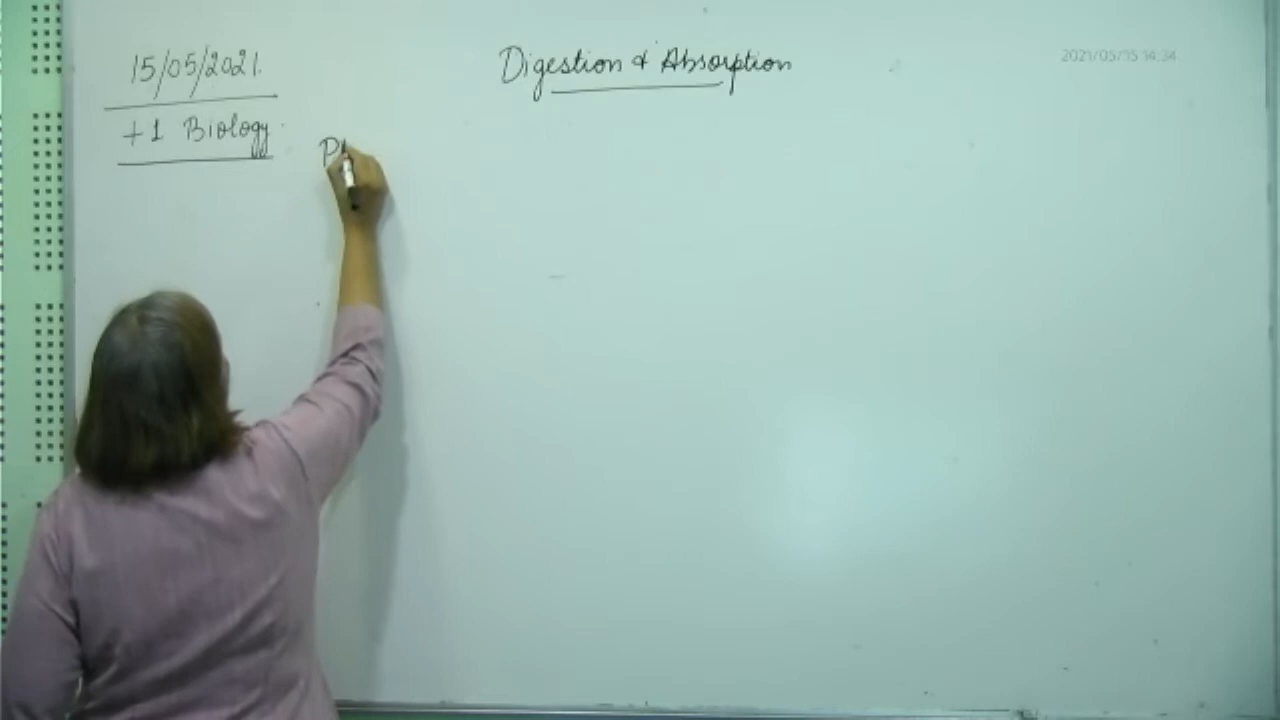 15/05/2021.
Digestion & Absorption
2021/05/15 14:34
+1 Biology